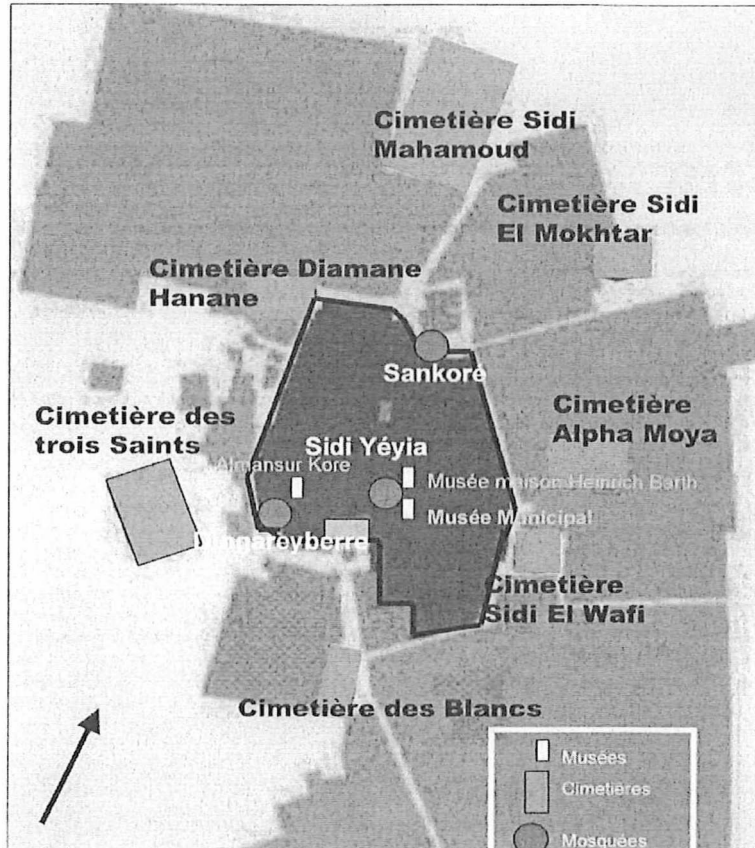 Cimetière Sidi
Mahamoud
Cimetière Sidi
El Mokhtar
Cimetière Diamane
Hanane
Sankoré
Cimetière des
trois Saints
Cimetière
Alpha Moya
Sidi Yéyia
Almansur Kore
Musée maison Heinrich Barth
Musée Municipal
Dingareyberre
Cimetière
Sidi El Wafi
Cimetière des Blancs
Musées
Cimetières
Mosquées